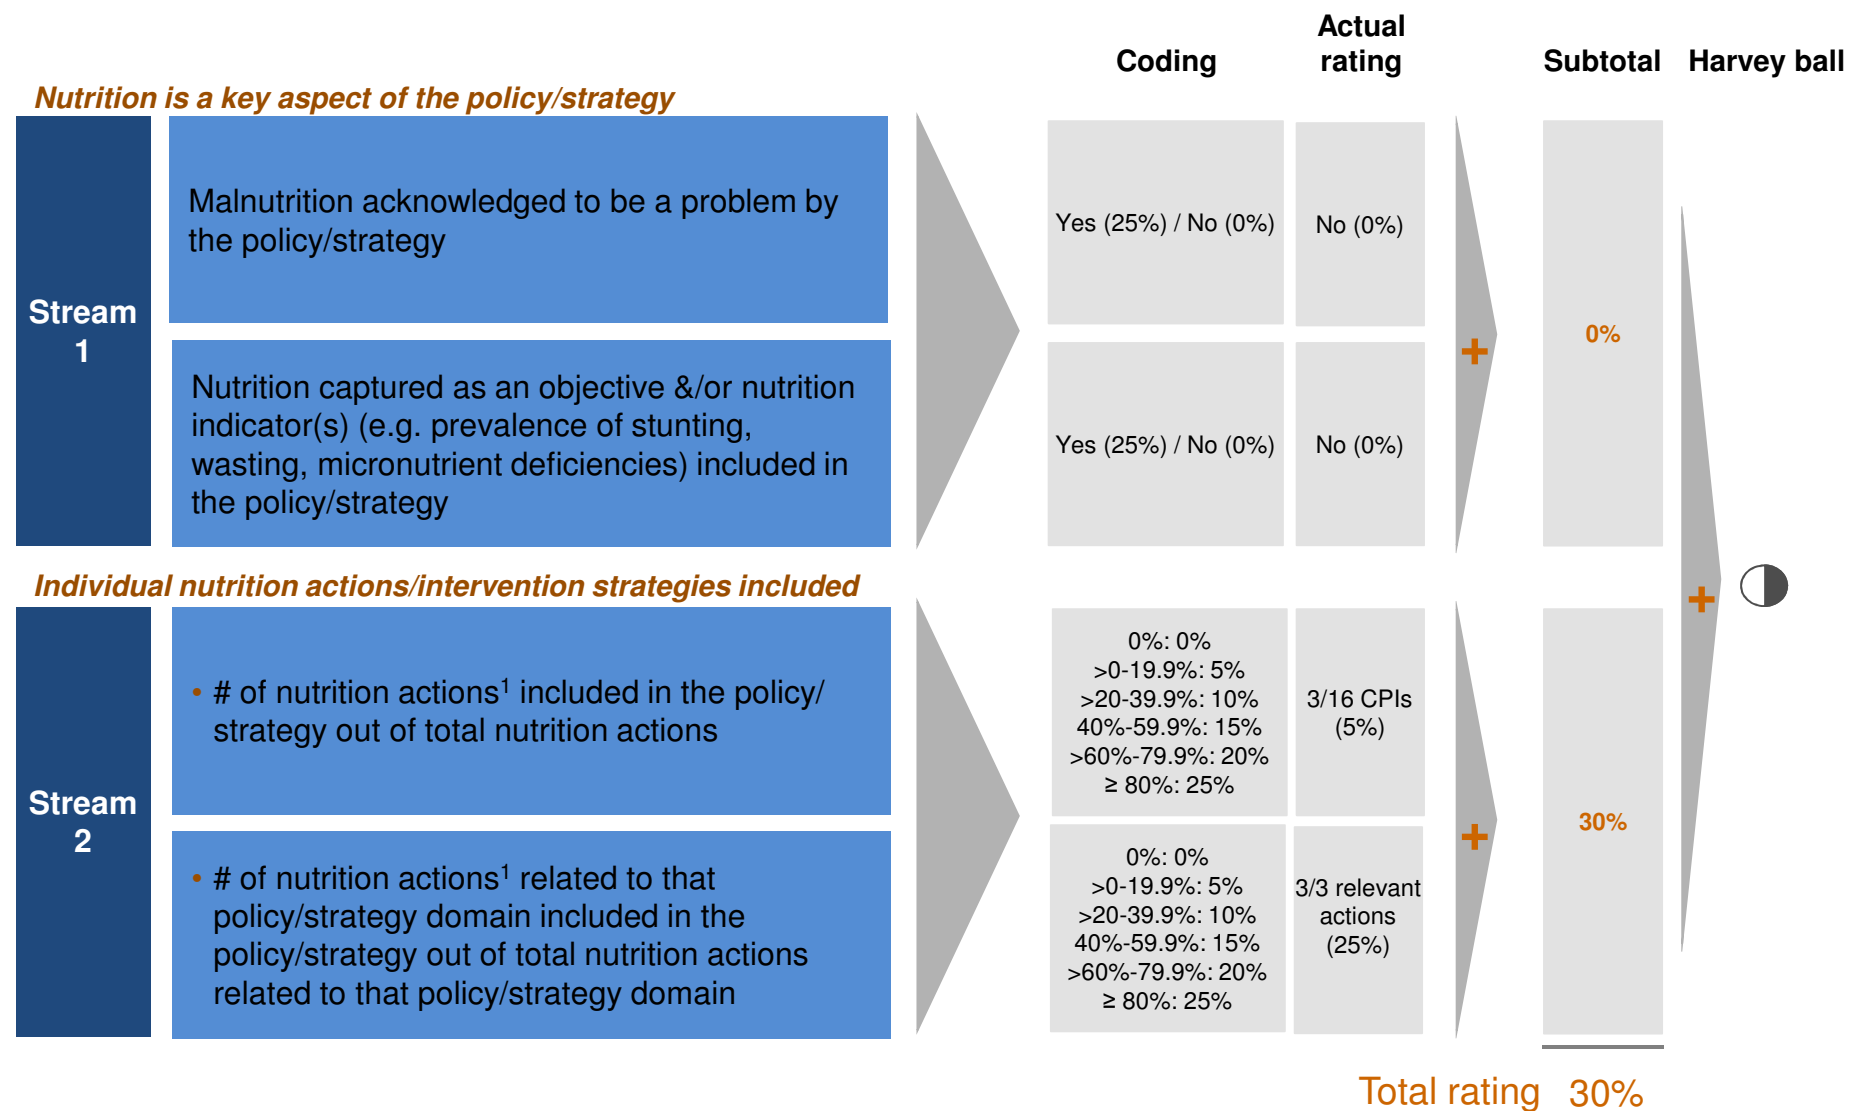 Coding
Actual
rating
Subtotal
Harvey ball
Nutrition is a key aspect of the policy/strategy
Stream
1
Malnutrition acknowledged to be a problem by
the policy/strategy
Yes (25%) / No (0%)
No (0%)
Nutrition captured as an objective &/or nutrition
indicator(s) (e.g. prevalence of stunting,
wasting, micronutrient deficiencies) included in
the policy/strategy
Yes (25%) / No (0%)
No (0%)
+
0%
Individual nutrition actions/intervention strategies included
Stream
2
• # of nutrition actions¹ included in the policy/
strategy out of total nutrition actions
0%: 0%
>0-19.9%: 5%
>20-39.9%: 10%
40%-59.9%: 15%
>60%-79.9%: 20%
≥ 80%: 25%
3/16 CPIs
(5%)
• # of nutrition actions¹ related to that
policy/strategy domain included in the
policy/strategy out of total nutrition actions
related to that policy/strategy domain
0%: 0%
>0-19.9%: 5%
>20-39.9%: 10%
40%-59.9%: 15%
>60%-79.9%: 20%
≥ 80%: 25%
3/3 relevant
actions
(25%)
+
30%
+
Total rating 30%